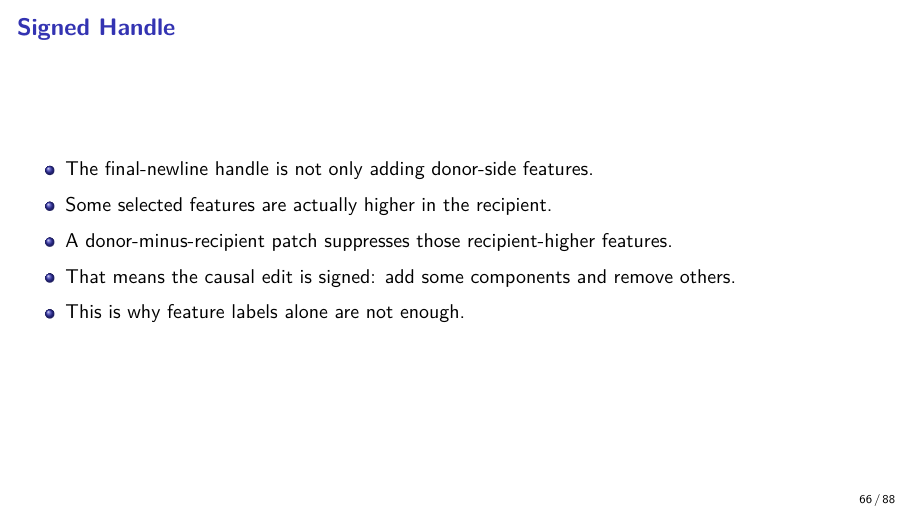 Signed Handle
The final-newline handle is not only adding donor-side features.
Some selected features are actually higher in the recipient.
A donor-minus-recipient patch suppresses those recipient-higher features.
That means the causal edit is signed: add some components and remove others.
This is why feature labels alone are not enough.
66 / 88